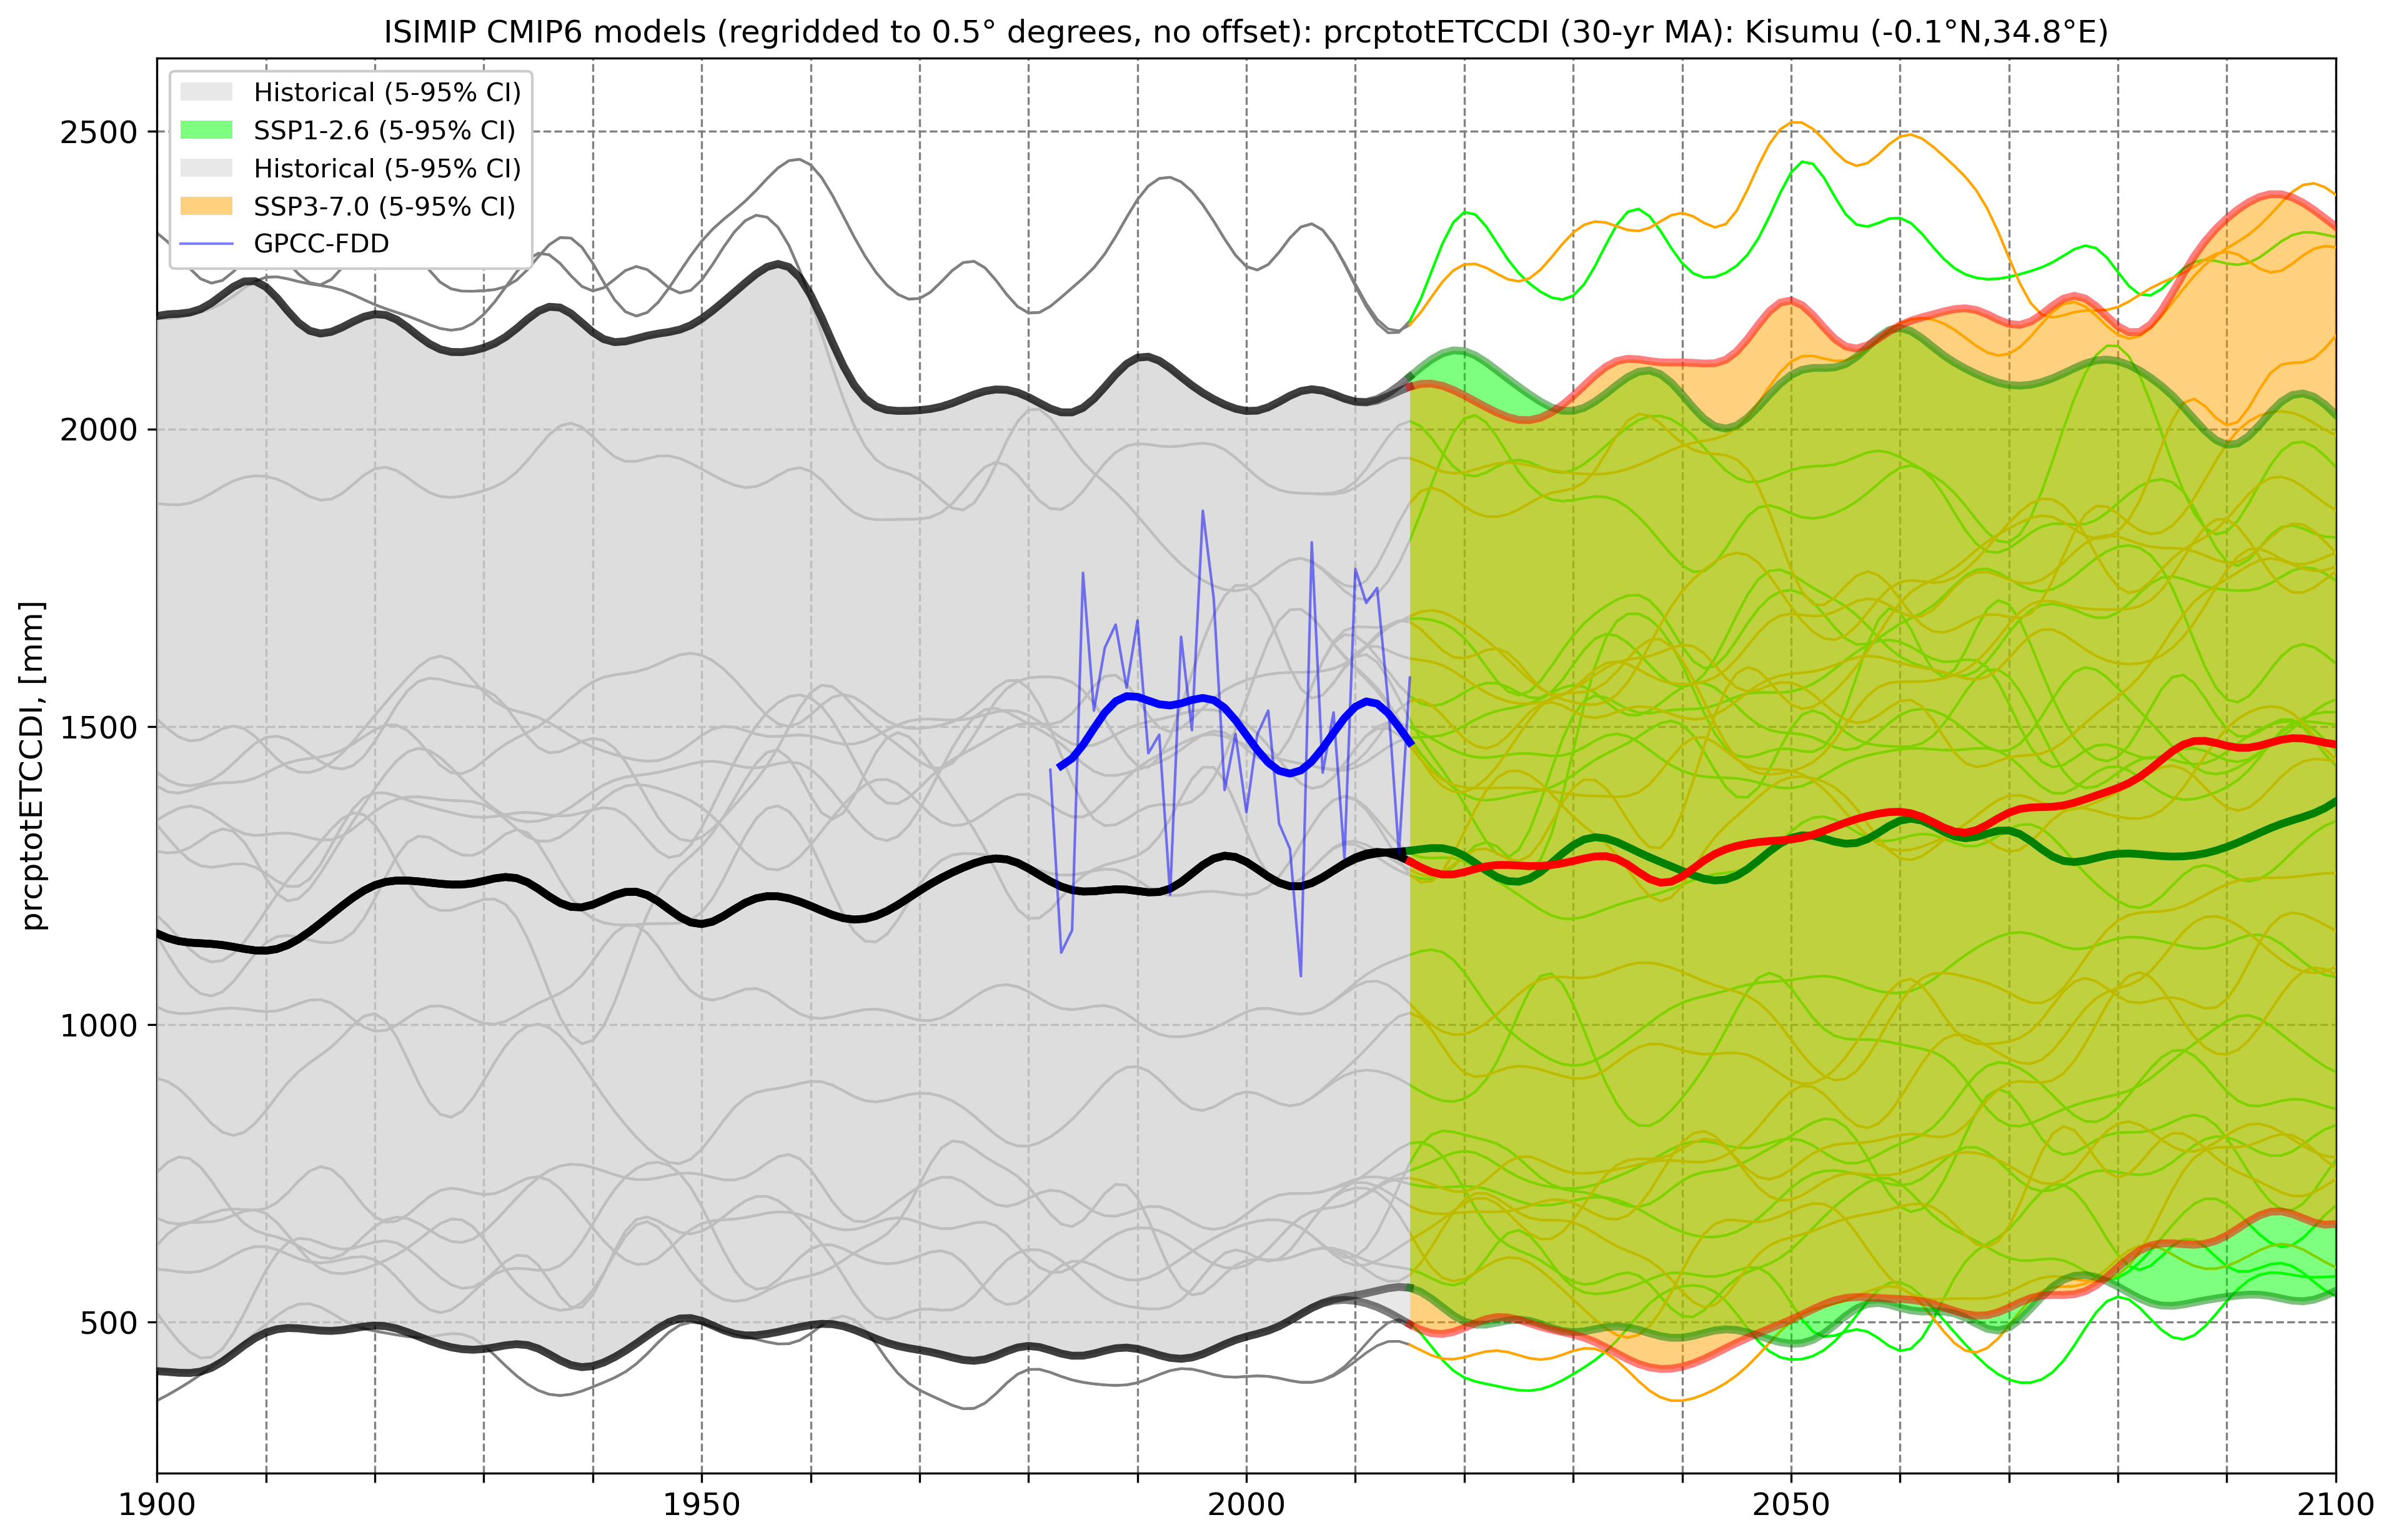 ISIMIP CMIP6 models (regridded to 0.5° degrees, no offset): prcptotETCCDI (30-yr MA): Kisumu (-0.1°N,34.8°E)
Historical (5-95% CI)
SSP1-2.6 (5-95% CI)
Historical (5-95% CI)
SSP3-7.0 (5-95% CI)
GPCC-FDD
prcptotETCCDI, [mm]
2500
2000
1500
1000
500
1900
1950
2000
2050
2100